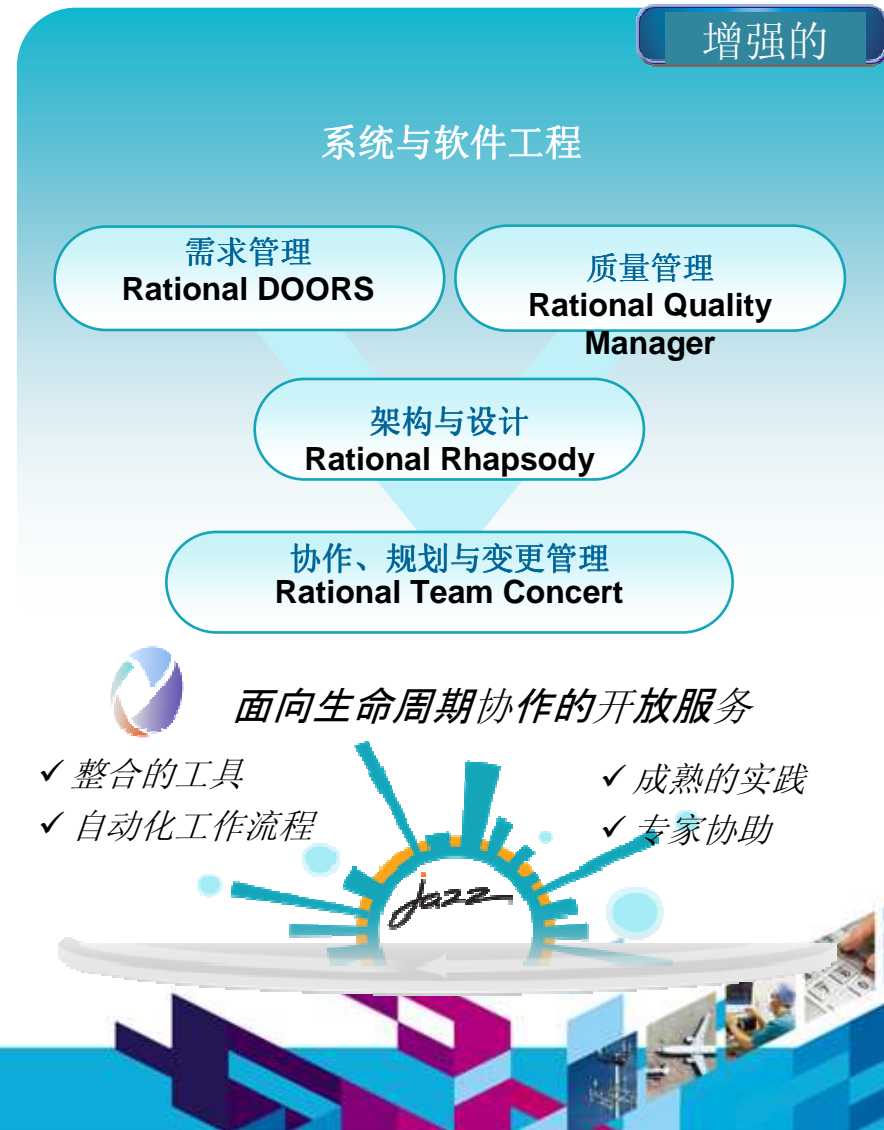 增强的
系统与软件工程
需求管理
Rational DOORS
质量管理
Rational Quality
Manager
架构与设计
Rational Rhapsody
协作、规划与变更管理
Rational Team Concert
面向生命周期协作的开放服务
✓ 整合的工具
✓ 自动化工作流程
✓ 成熟的实践
✓ 专家协助
jazz